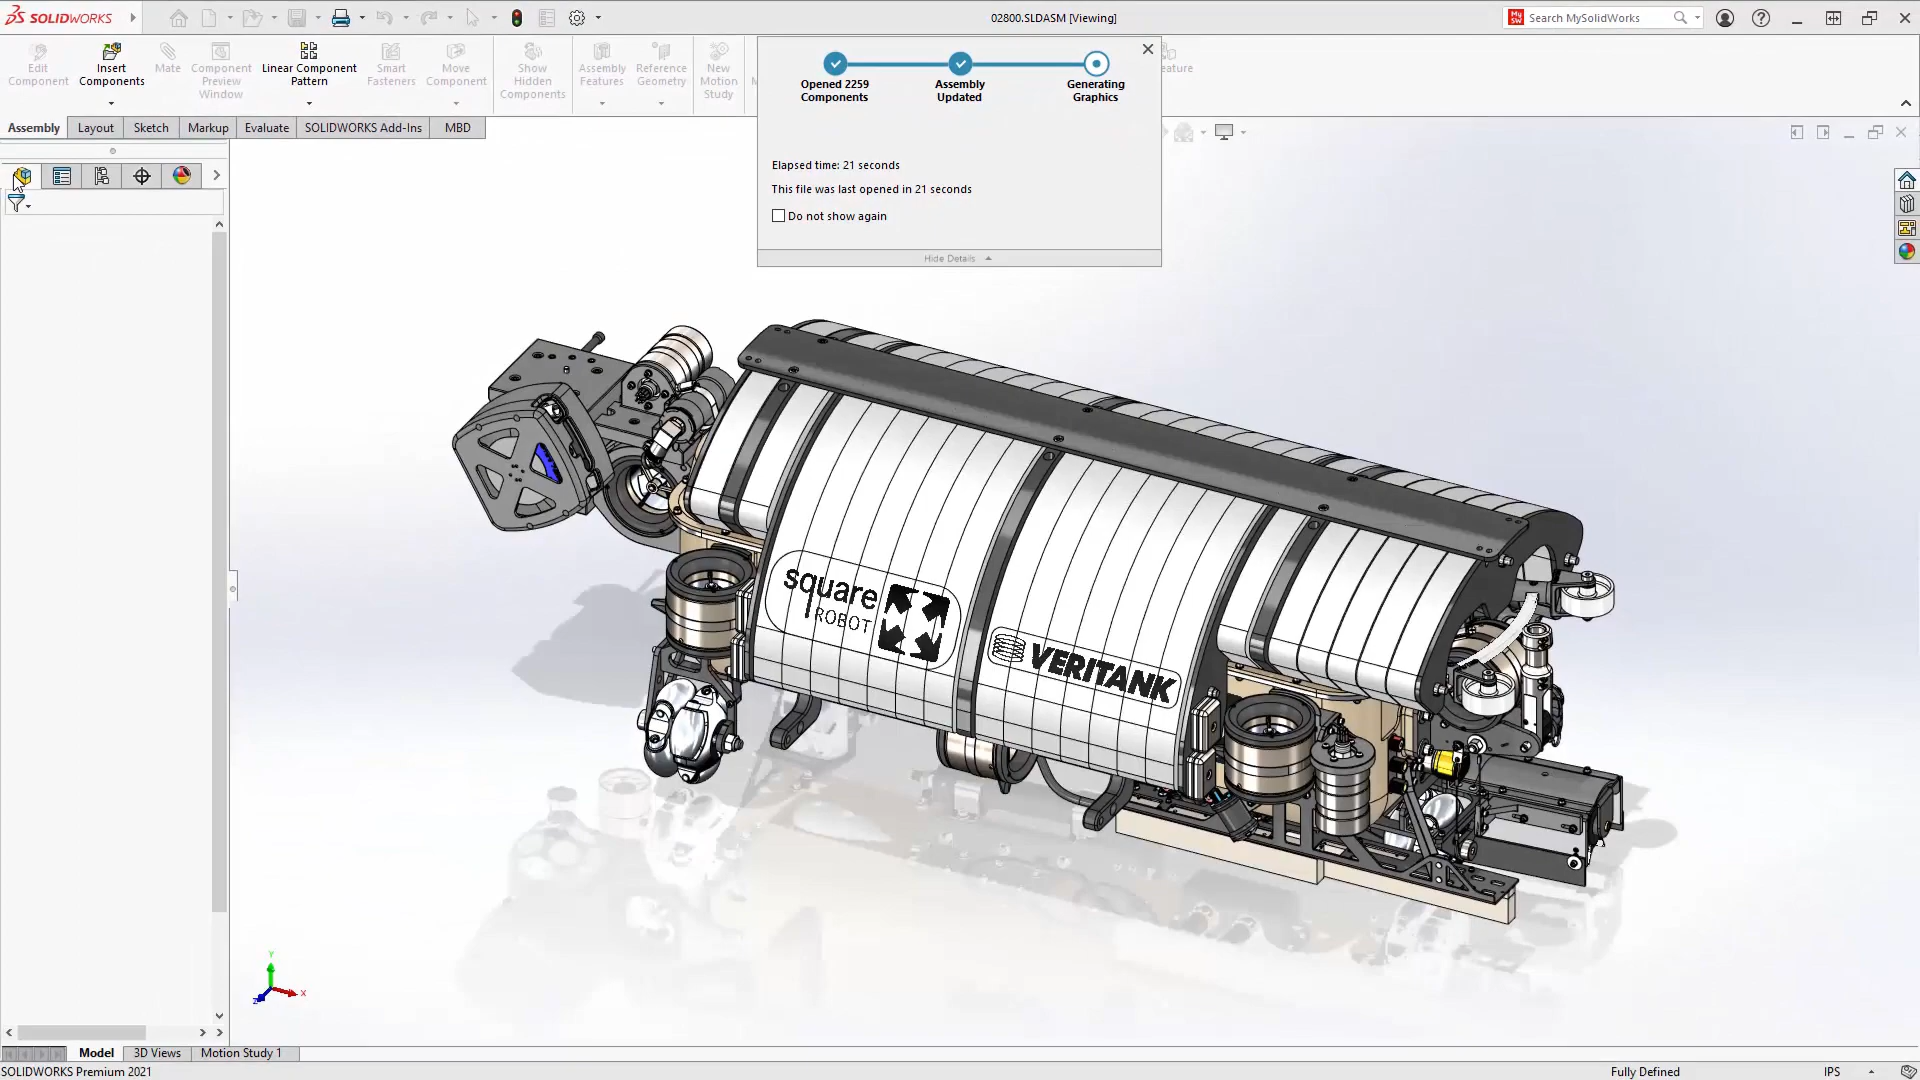 SOLIDWORKS
02800.SLDASM [Viewing]
Search MySolidWorks
Edit Component
Insert Components
Mate
Component Preview Window
Linear Component Pattern
Smart Fasteners
Move Component
Show Hidden Components
Assembly Features
Reference Geometry
New Motion Study
Opened 2259 Components
Assembly Updated
Generating Graphics
Elapsed time: 21 seconds
This file was last opened in 21 seconds
Do not show again
Hide Details
Assembly
Layout
Sketch
Markup
Evaluate
SOLIDWORKS Add-Ins
MBD
square
ROBOT
VERITANK
Y
X
Z
Model
3D Views
Motion Study 1
SOLIDWORKS Premium 2021
Fully Defined
IPS